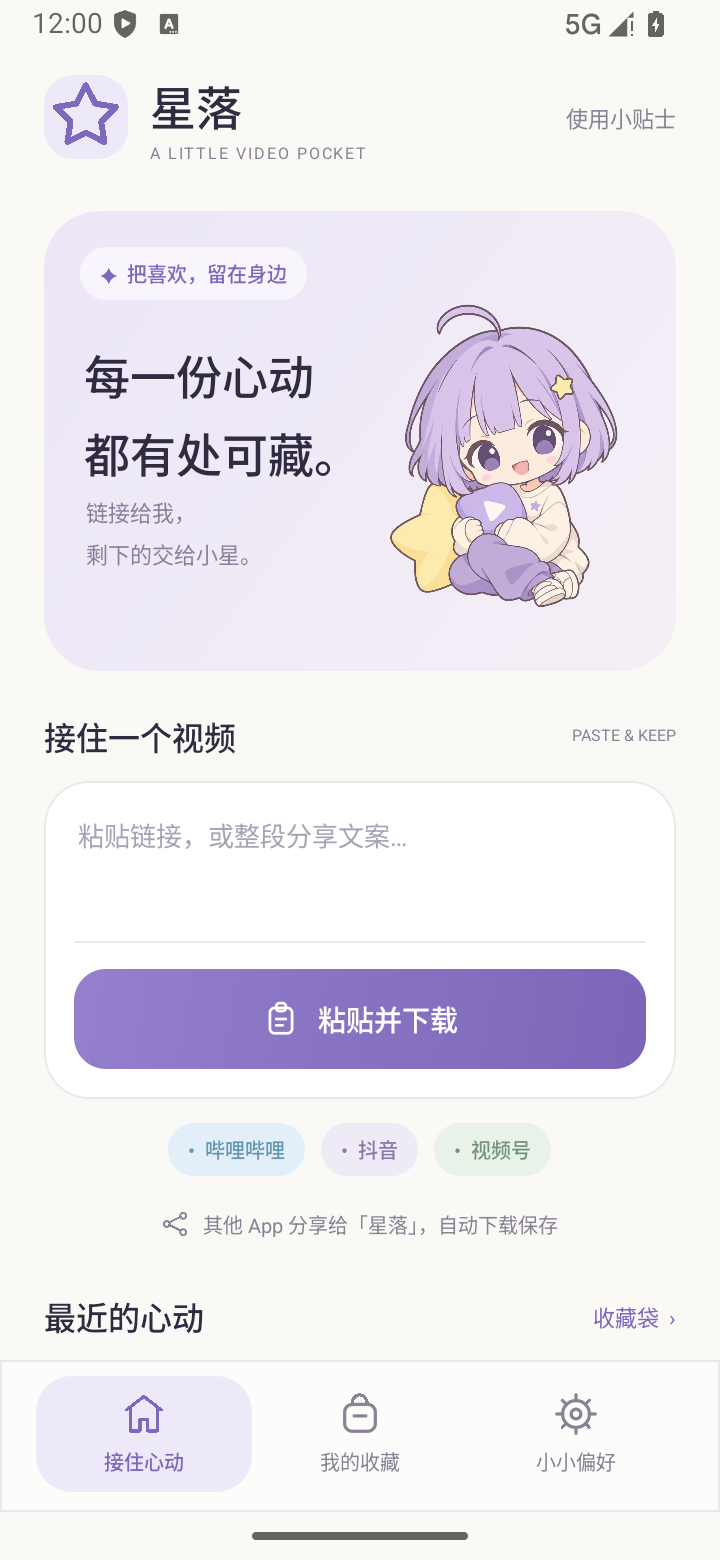 12:00
5G
星落
A LITTLE VIDEO POCKET
使用小贴士
把喜欢，留在身边
每一份心动
都有处可藏。
链接给我，
剩下的交给小星。
接住一个视频
PASTE & KEEP
粘贴链接，或整段分享文案...
粘贴并下载
• 哔哩哔哩
• 抖音
• 视频号
其他 App 分享给「星落」，自动下载保存
最近的心动
收藏袋 ›
接住心动
我的收藏
小小偏好